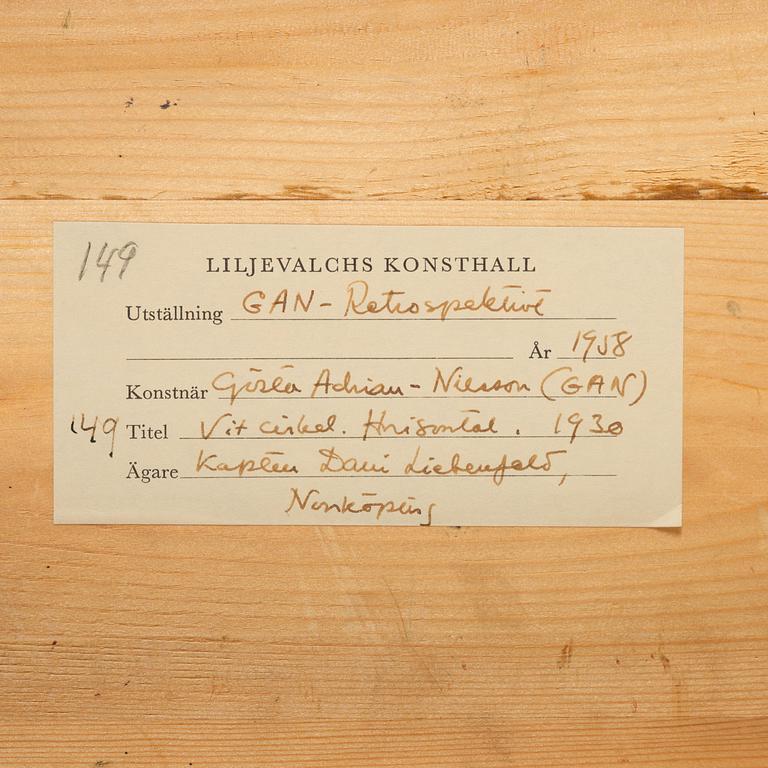 149
LILJEVALCHS KONSTHALL
Utställning GAN - Retrospektivt
År 1958
Konstnär Gösta Adrian - Nilsson (GAN)
149 Titel Vit cirkel. Horisontal. 1930
Ägare Kapten Dani Liebenfeld,
Norrköping